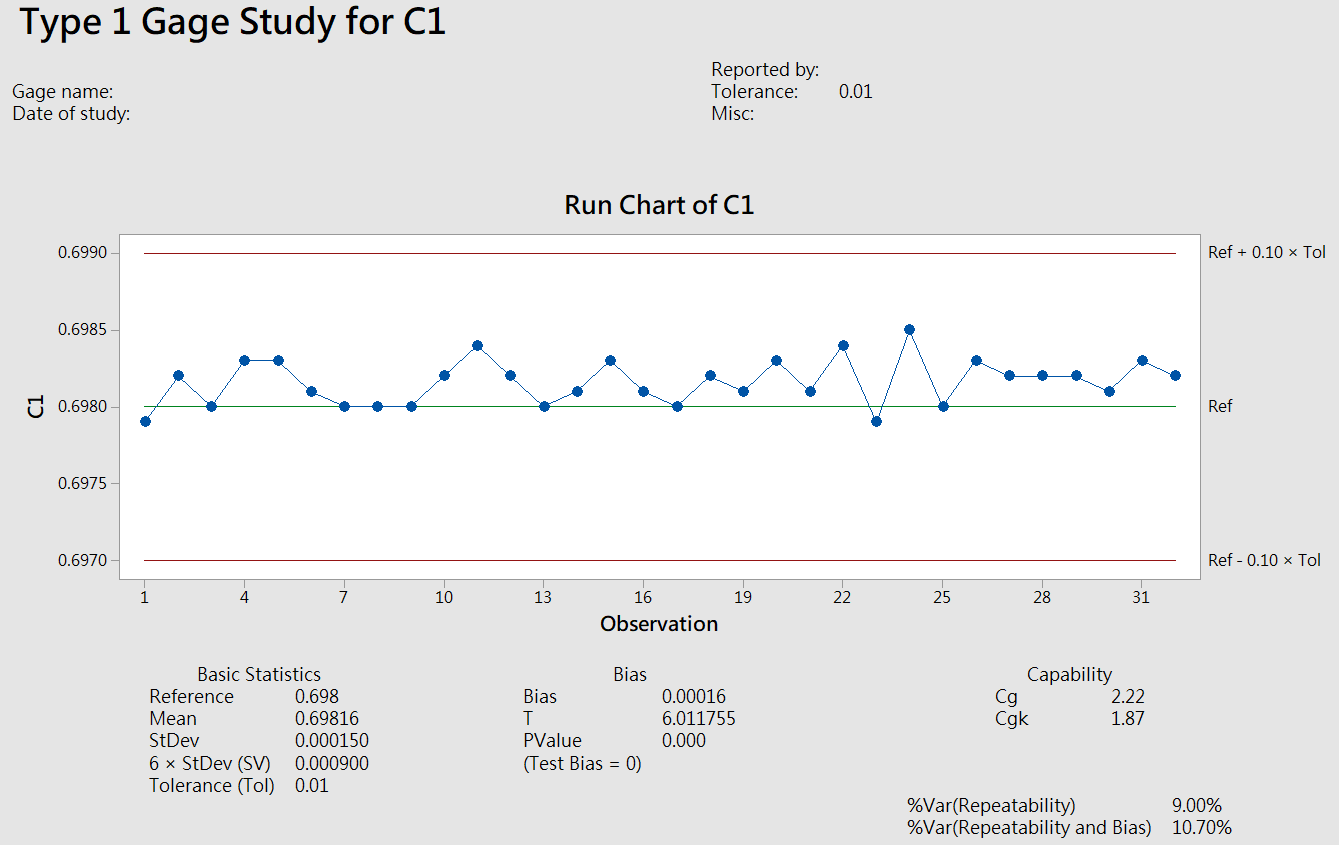 Type 1 Gage Study for C1
Reported by:
Gage name:
Tolerance: 0.01
Date of study:
Misc:
Run Chart of C1
0.6990
Ref + 0.10 × Tol
0.6985
0.6980
Ref
0.6975
0.6970
Ref - 0.10 × Tol
C1
1 4 7 10 13 16 19 22 25 28 31
Observation
Basic Statistics
Reference 0.698
Mean 0.69816
StDev 0.000150
6 × StDev (SV) 0.000900
Tolerance (Tol) 0.01
Bias
Bias 0.00016
T 6.011755
PValue 0.000
(Test Bias = 0)
Capability
Cg 2.22
Cgk 1.87
%Var(Repeatability) 9.00%
%Var(Repeatability and Bias) 10.70%